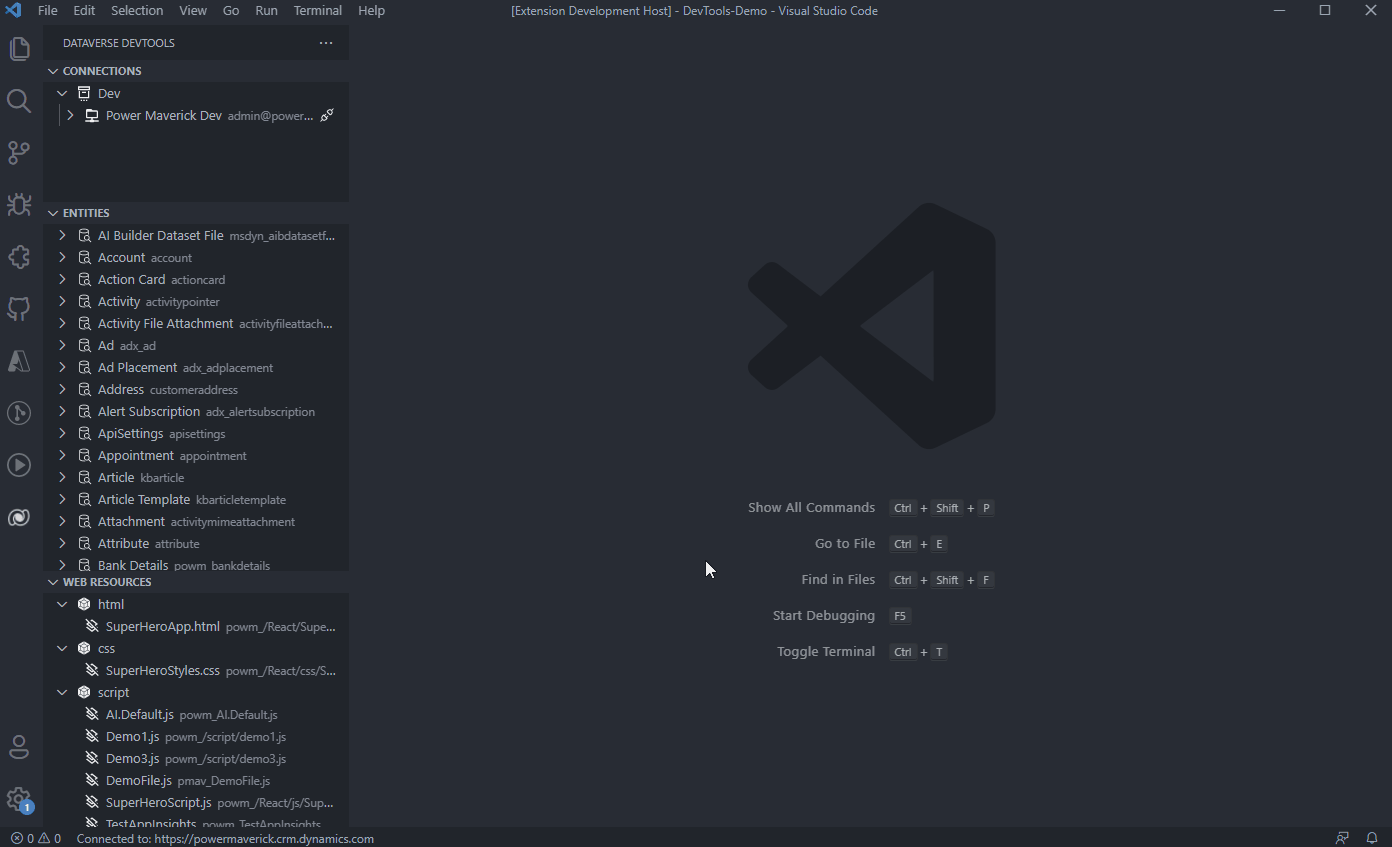 File Edit Selection View Go Run Terminal Help [Extension Development Host] - DevTools-Demo - Visual Studio Code
DATAVERSE DEVTOOLS ···
CONNECTIONS
Dev
Power Maverick Dev admin@power...
ENTITIES
AI Builder Dataset File msdyn_aibdatasetf...
Account account
Action Card actioncard
Activity activitypointer
Activity File Attachment activityfileattach...
Ad adx_ad
Ad Placement adx_adplacement
Address customeraddress
Alert Subscription adx_alertsubscription
ApiSettings apisettings
Appointment appointment
Article kbarticle
Article Template kbarticletemplate
Attachment activitymimeattachment
Attribute attribute
Bank Details powm_bankdetails
WEB RESOURCES
html
SuperHeroApp.html powm_/React/Supe...
css
SuperHeroStyles.css powm_/React/css/S...
script
AI.Default.js powm_AI.Default.js
Demo1.js powm_/script/demo1.js
Demo3.js powm_/script/demo3.js
DemoFile.js pmav_DemoFile.js
SuperHeroScript.js powm_/React/js/Sup...
TestAppInsights powm_TestAppInsights
Show All Commands Ctrl + Shift + P
Go to File Ctrl + E
Find in Files Ctrl + Shift + F
Start Debugging F5
Toggle Terminal Ctrl + T
1
0 0 Connected to: https://powermaverick.crm.dynamics.com